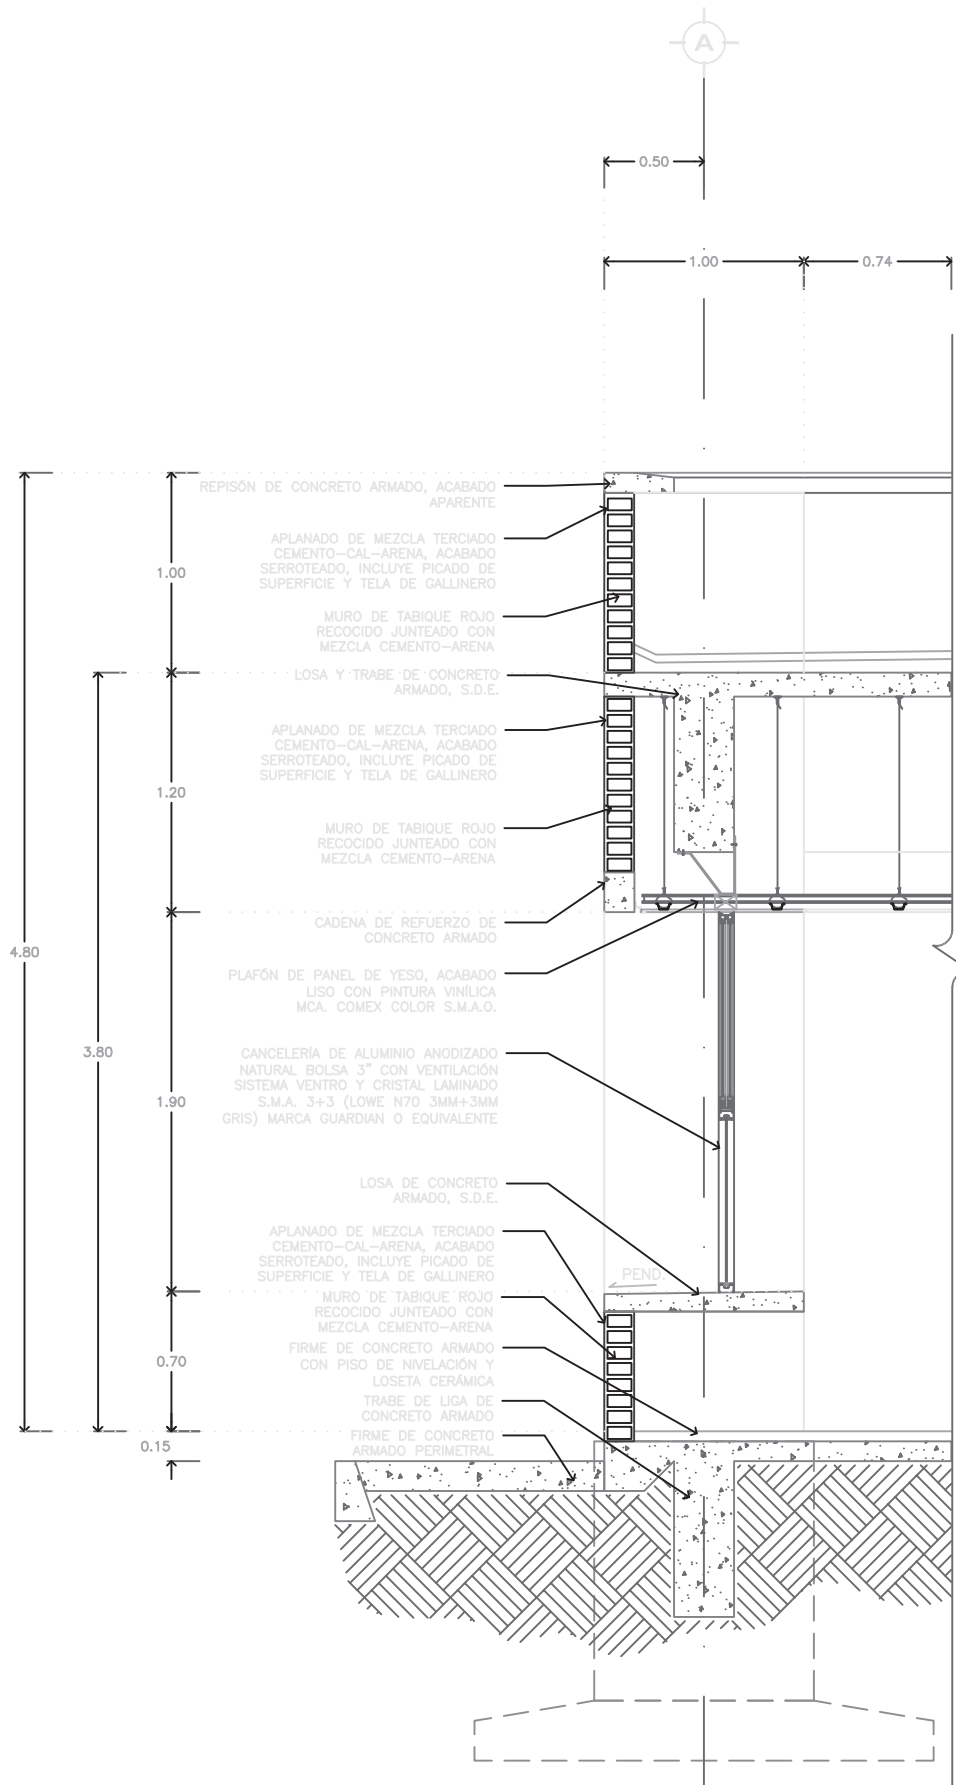 A
0.50
1.00
0.74
REPISÓN DE CONCRETO ARMADO, ACABADO
APARENTE
APLANADO DE MEZCLA TERCIADO
CEMENTO-CAL-ARENA, ACABADO
SERROTEADO, INCLUYE PICADO DE
SUPERFICIE Y TELA DE GALLINERO
1.00
MURO DE TABIQUE ROJO
RECOCIDO JUNTEADO CON
MEZCLA CEMENTO-ARENA
LOSA Y TRABE DE CONCRETO
ARMADO, S.D.E.
APLANADO DE MEZCLA TERCIADO
CEMENTO-CAL-ARENA, ACABADO
SERROTEADO, INCLUYE PICADO DE
SUPERFICIE Y TELA DE GALLINERO
1.20
MURO DE TABIQUE ROJO
RECOCIDO JUNTEADO CON
MEZCLA CEMENTO-ARENA
CADENA DE REFUERZO DE
CONCRETO ARMADO
4.80
PLAFÓN DE PANEL DE YESO, ACABADO
LISO CON PINTURA VINÍLICA
MCA. COMEX COLOR S.M.A.O.
3.80
CANCELERÍA DE ALUMINIO ANODIZADO
NATURAL BOLSA 3" CON VENTILACIÓN
SISTEMA VENTRO Y CRISTAL LAMINADO
S.M.A. 3+3 (LOWE N70 3MM+3MM
GRIS) MARCA GUARDIAN O EQUIVALENTE
1.90
LOSA DE CONCRETO
ARMADO, S.D.E.
APLANADO DE MEZCLA TERCIADO
CEMENTO-CAL-ARENA, ACABADO
SERROTEADO, INCLUYE PICADO DE
SUPERFICIE Y TELA DE GALLINERO
PEND.
MURO DE TABIQUE ROJO
RECOCIDO JUNTEADO CON
MEZCLA CEMENTO-ARENA
FIRME DE CONCRETO ARMADO
CON PISO DE NIVELACIÓN Y
LOSETA CERÁMICA
0.70
TRABE DE LIGA DE
CONCRETO ARMADO
FIRME DE CONCRETO
ARMADO PERIMETRAL
0.15